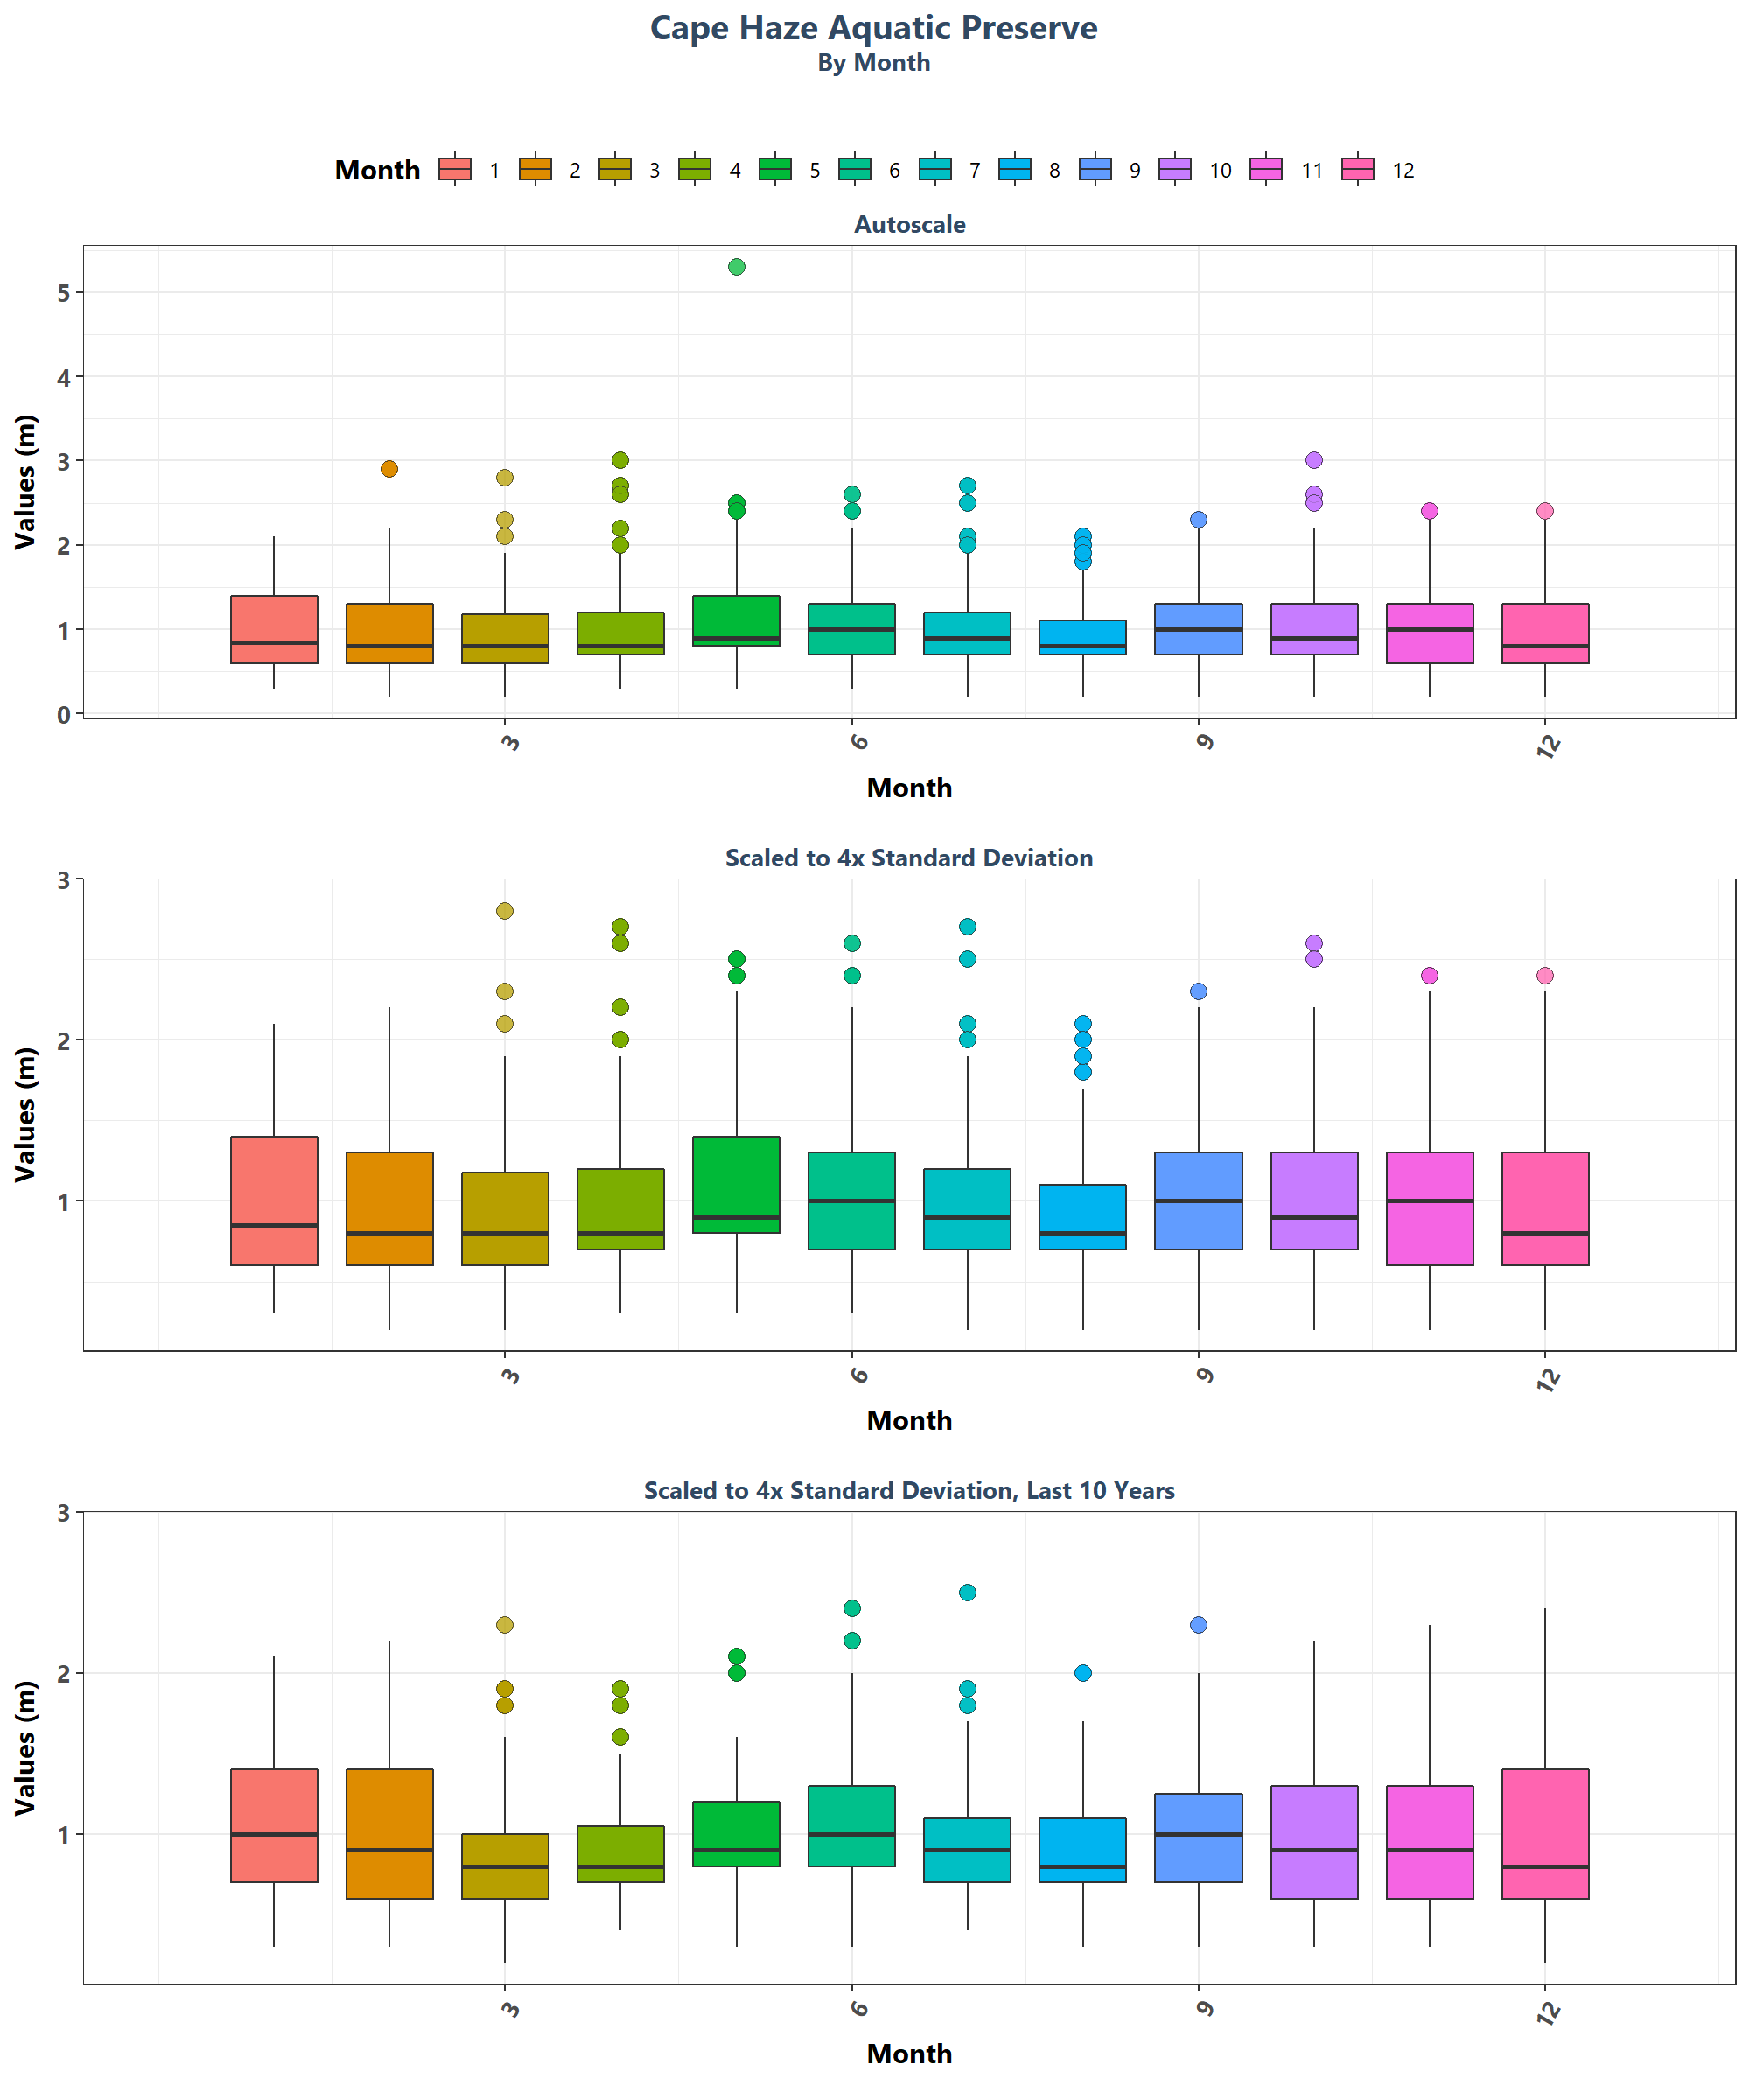 Cape Haze Aquatic Preserve
By Month
Month 1 2 3 4 5 6 7 8 9 10 11 12
Autoscale
Values (m)
5
4
3
2
1
0
3 6 9 12
Month
Scaled to 4x Standard Deviation
Values (m)
3
2
1
3 6 9 12
Month
Scaled to 4x Standard Deviation, Last 10 Years
Values (m)
3
2
1
3 6 9 12
Month